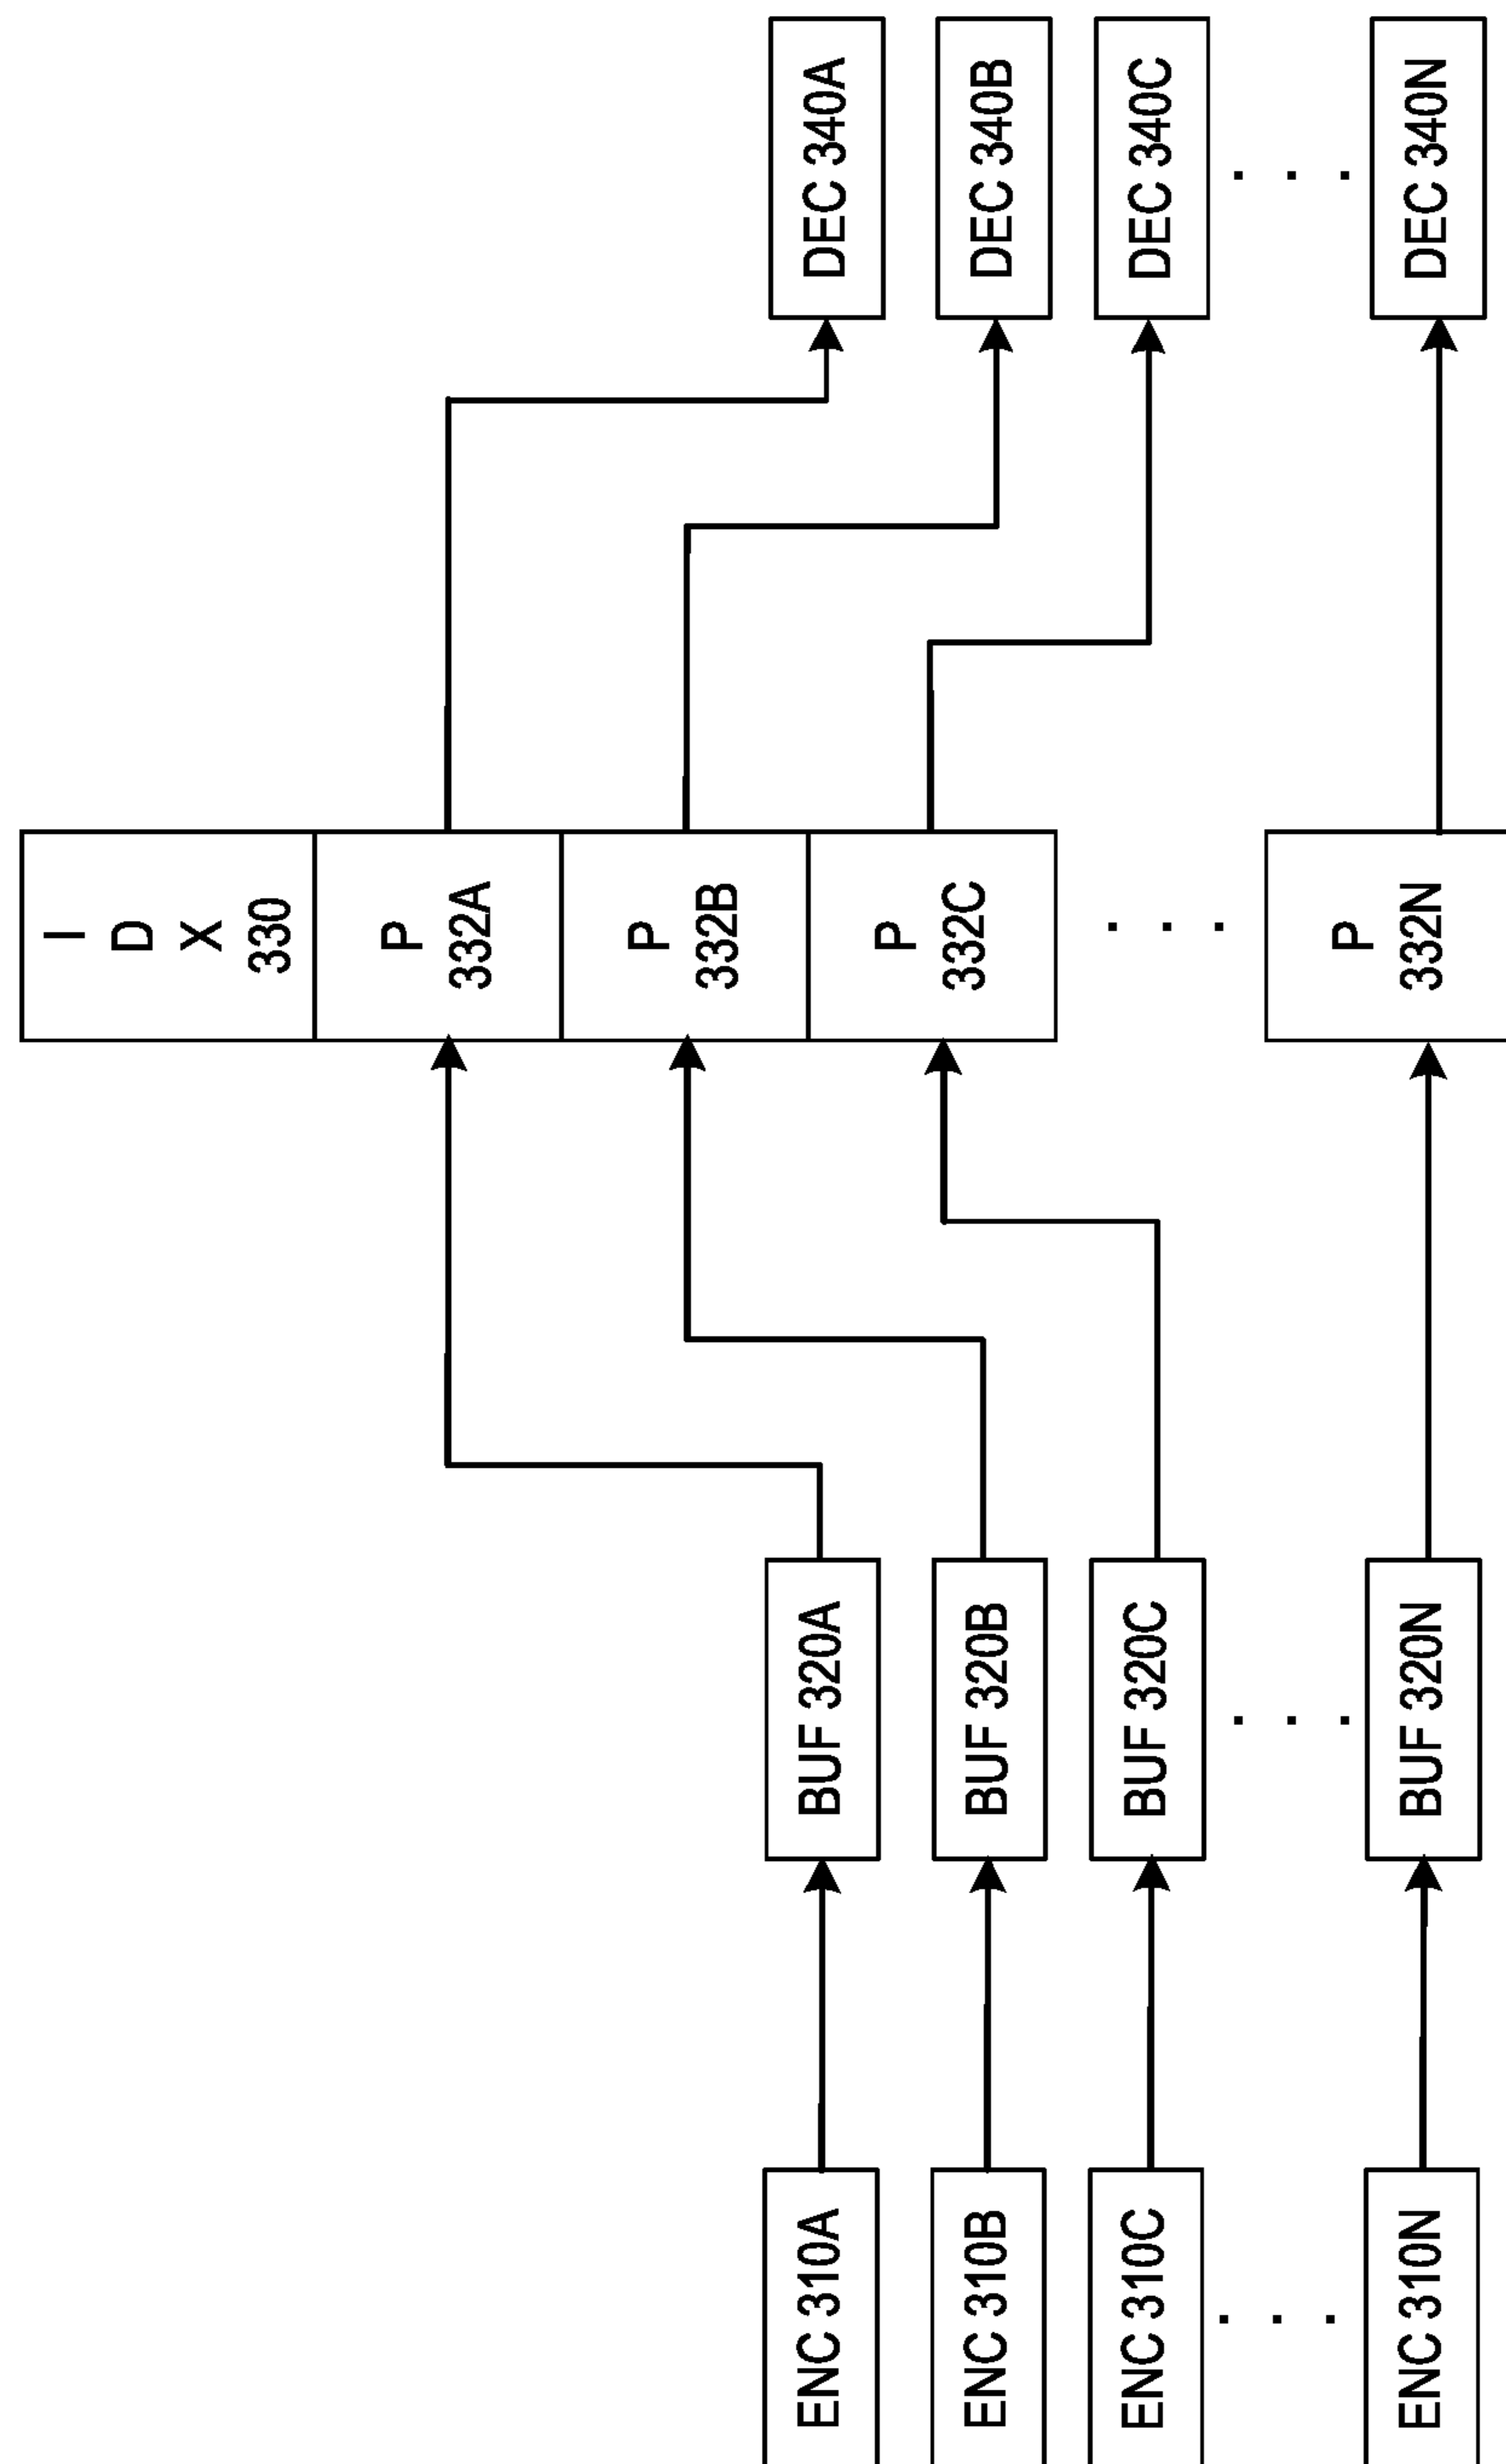 ENC 310A
BUF 320A
DEC 340A
ENC 310B
BUF 320B
DEC 340B
ENC 310C
BUF 320C
DEC 340C
. . .
. . .
. . .
ENC 310N
BUF 320N
DEC 340N
I
D
X
330
P
332A
P
332B
P
332C
. . .
P
332N